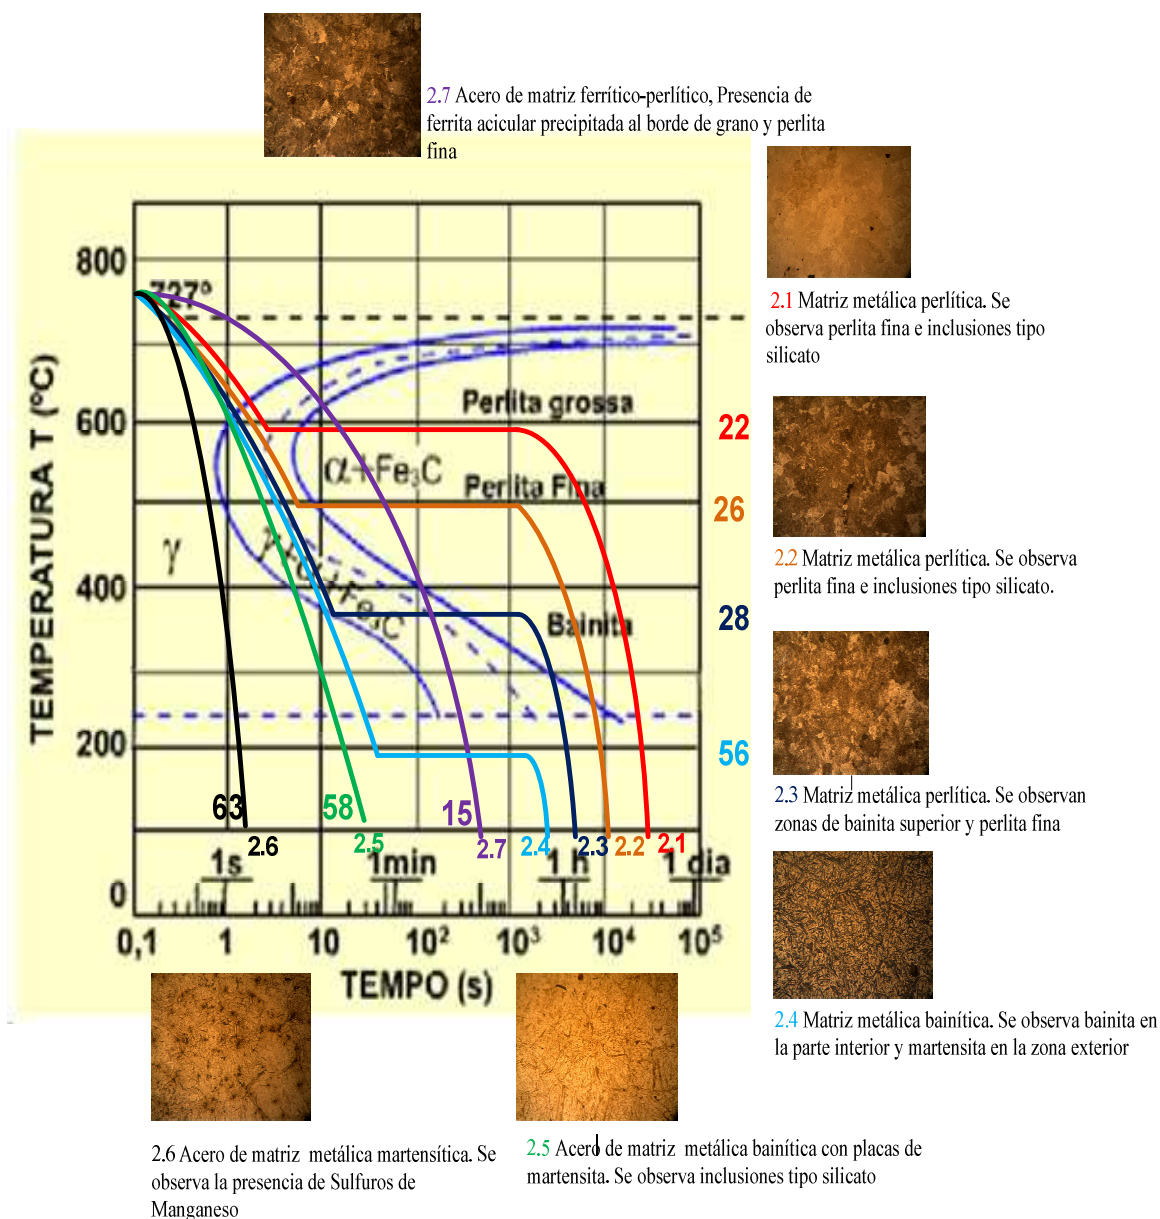 2.7 Acero de matriz ferrítico-perlítico, Presencia de
ferrita acicular precipitada al borde de grano y perlita
fina
2.1 Matriz metálica perlítica. Se
observa perlita fina e inclusiones tipo
silicato
2.2 Matriz metálica perlítica. Se observa
perlita fina e inclusiones tipo silicato.
2.3 Matriz metálica perlítica. Se observan
zonas de bainita superior y perlita fina
2.4 Matriz metálica bainítica. Se observa bainita en
la parte interior y martensita en la zona exterior
TEMPERATURA T (ºC)
800
600
400
200
0
727º
Perlita grossa
α+Fe₃C
Perlita Fina
γ
γ+α+Fe₃C
Bainita
22
26
28
56
63
58
15
2.6
2.5
2.7
2.4
2.3
2.2
2.1
1s
1min
1 h
1 dia
0,1
1
10
10²
10³
10⁴
10⁵
TEMPO (s)
2.6 Acero de matriz metálica martensítica. Se
observa la presencia de Sulfuros de
Manganeso
2.5 Acero de matriz metálica bainítica con placas de
martensita. Se observa inclusiones tipo silicato